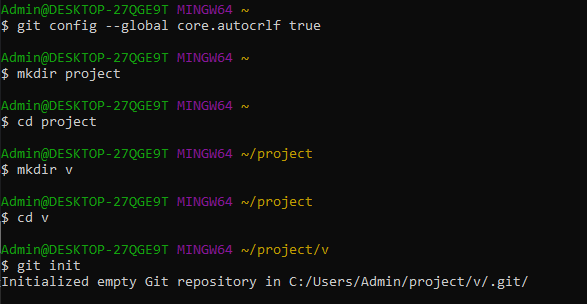 Admin@DESKTOP-27QGE9T MINGW64 ~
$ git config --global core.autocrlf true
Admin@DESKTOP-27QGE9T MINGW64 ~
$ mkdir project
Admin@DESKTOP-27QGE9T MINGW64 ~
$ cd project
Admin@DESKTOP-27QGE9T MINGW64 ~/project
$ mkdir v
Admin@DESKTOP-27QGE9T MINGW64 ~/project
$ cd v
Admin@DESKTOP-27QGE9T MINGW64 ~/project/v
$ git init
Initialized empty Git repository in C:/Users/Admin/project/v/.git/